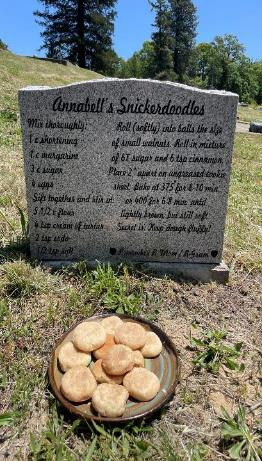 Annabell's Snickerdoodles
Mix thoroughly:
1 c shortening
1 c margarine
3 c sugar
4 eggs
Sift together and stir in:
5 1/2 c flour
4 tsp cream of tartar
2 tsp soda
1/2 tsp salt
Roll (softly) into balls the size
of small walnuts. Roll in mixture
of 6T sugar and 6 tsp cinnamon.
Place 2" apart on ungreased cookie
sheet. Bake at 375 for 8-10 min.
or 400 for 6-8 min. until
lightly brown, but still soft.
Secret is: Keep dough fluffy!
& Mom / A-Gram